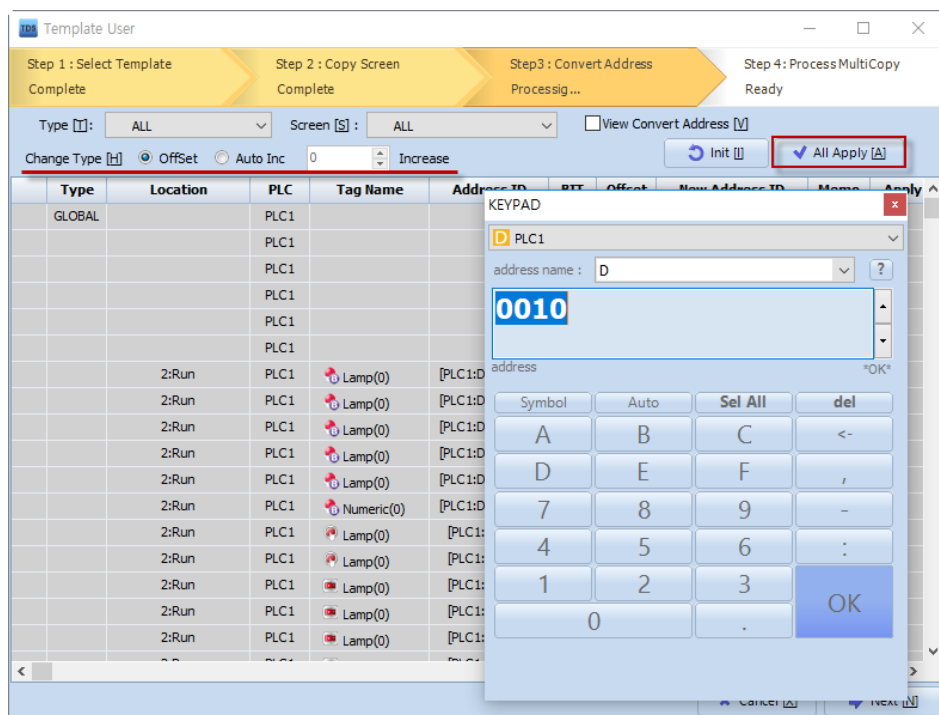 TDS Template User
Step 1 : Select Template
Complete
Step 2 : Copy Screen
Complete
Step3 : Convert Address
Processig...
Step 4: Process MultiCopy
Ready
Type [T]: ALL Screen [S] : ALL View Convert Address [V]
Change Type [H] OffSet Auto Inc 0 Increase Init [I] All Apply [A]
Type Location PLC Tag Name Address ID BIT Offset New Address ID Memo Apply
GLOBAL PLC1
PLC1
PLC1
PLC1
PLC1
PLC1
2:Run PLC1 Lamp(0) [PLC1:D
2:Run PLC1 Lamp(0) [PLC1:D
2:Run PLC1 Lamp(0) [PLC1:D
2:Run PLC1 Lamp(0) [PLC1:D
2:Run PLC1 Lamp(0) [PLC1:D
2:Run PLC1 Numeric(0) [PLC1:D
2:Run PLC1 Lamp(0) [PLC1:
2:Run PLC1 Lamp(0) [PLC1:
2:Run PLC1 Lamp(0) [PLC1:
2:Run PLC1 Lamp(0) [PLC1:
2:Run PLC1 Lamp(0) [PLC1:
KEYPAD
D PLC1
address name : D ?
0010
address *OK*
Symbol Auto Sel All del
A B C <-
D E F ,
7 8 9 -
4 5 6 :
1 2 3 OK
0 .
Cancel [X] Next [N]